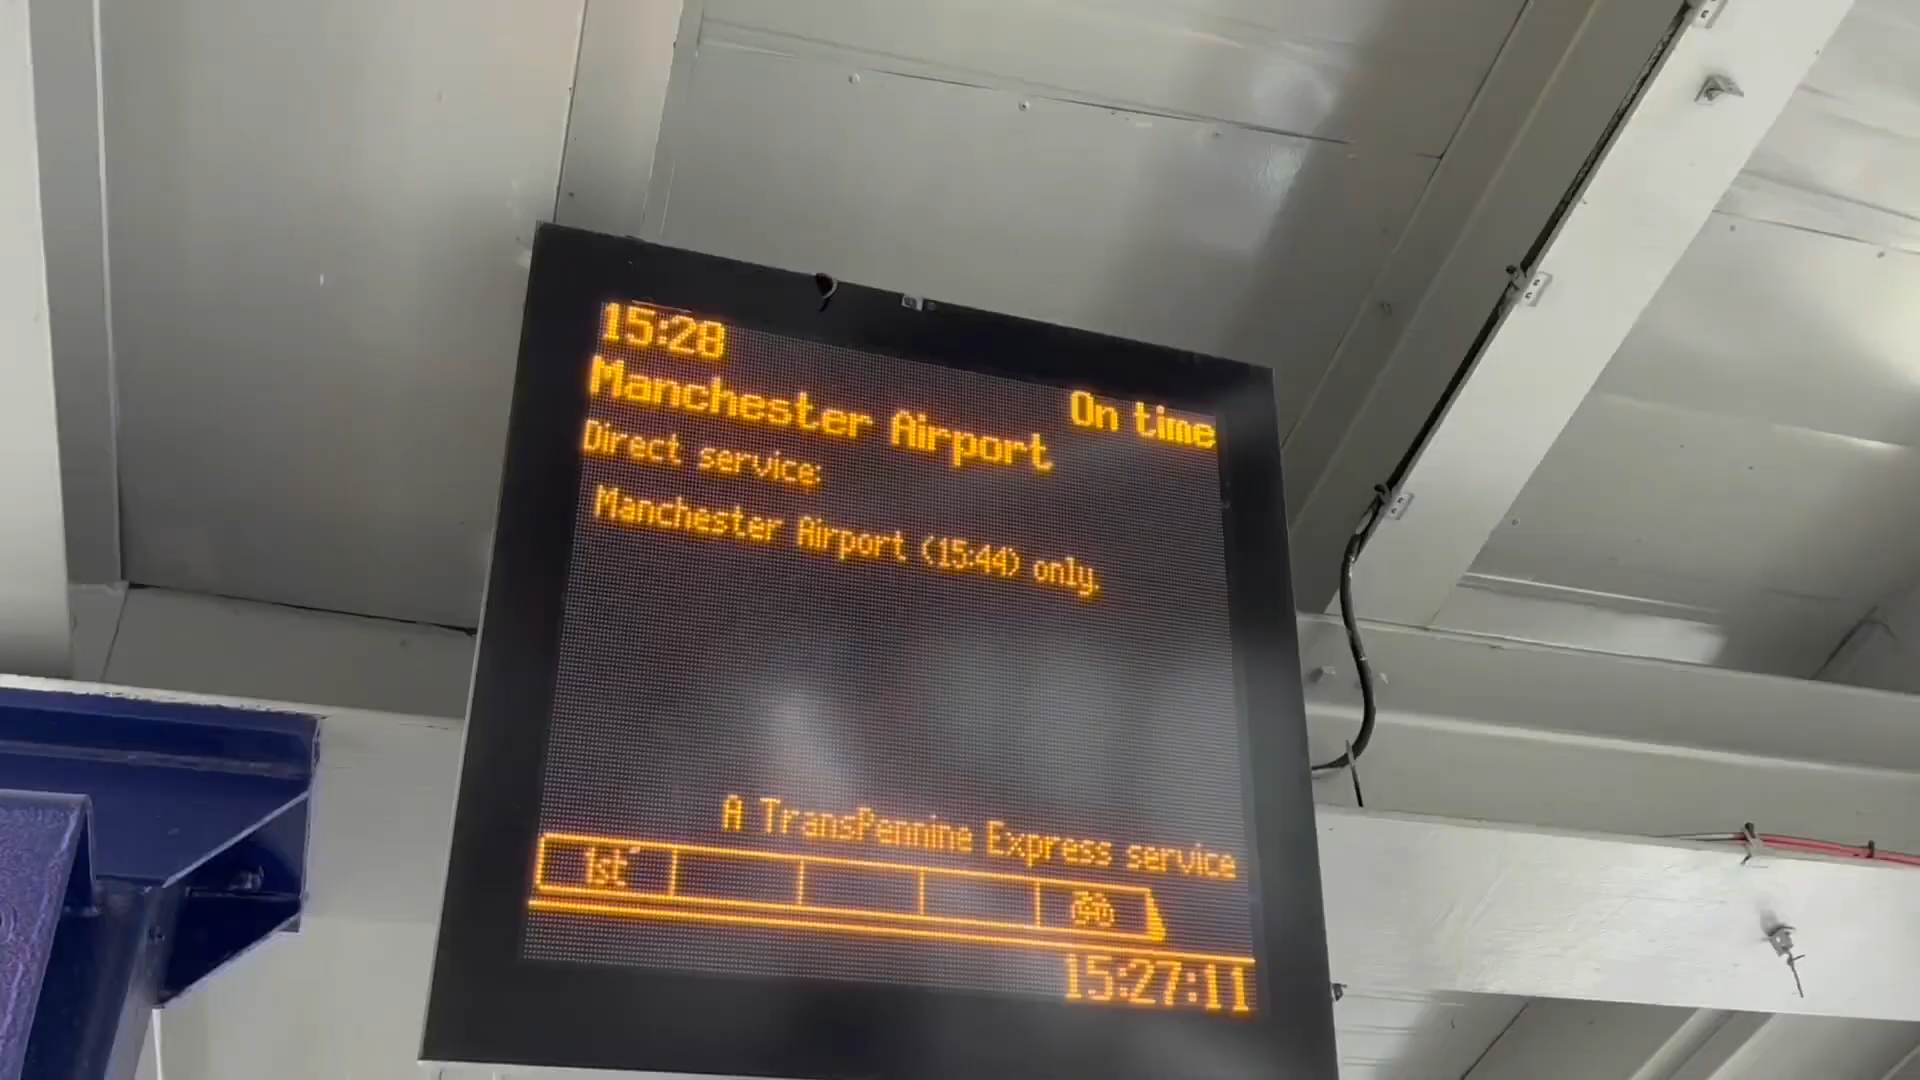 15:28
Manchester Airport On time
Direct service:
Manchester Airport (15:44) only.
A TransPennine Express service
1st
15:27:11